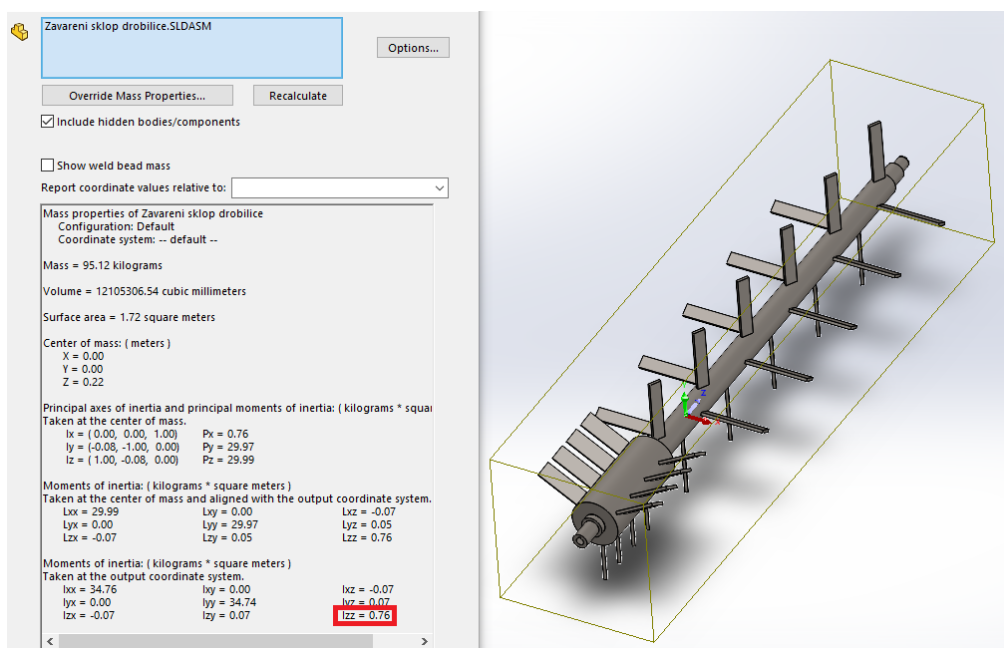 Zavareni sklop drobilice.SLDASM
Options...
Override Mass Properties... Recalculate
Include hidden bodies/components
Show weld bead mass
Report coordinate values relative to:
Mass properties of Zavareni sklop drobilice
Configuration: Default
Coordinate system: -- default --
Mass = 95.12 kilograms
Volume = 12105306.54 cubic millimeters
Surface area = 1.72 square meters
Center of mass: ( meters )
X = 0.00
Y = 0.00
Z = 0.22
Principal axes of inertia and principal moments of inertia: ( kilograms * squar
Taken at the center of mass.
Ix = ( 0.00, 0.00, 1.00) Px = 0.76
Iy = (-0.08, -1.00, 0.00) Py = 29.97
Iz = ( 1.00, -0.08, 0.00) Pz = 29.99
Moments of inertia: ( kilograms * square meters )
Taken at the center of mass and aligned with the output coordinate system.
Lxx = 29.99 Lxy = 0.00 Lxz = -0.07
Lyx = 0.00 Lyy = 29.97 Lyz = 0.05
Lzx = -0.07 Lzy = 0.05 Lzz = 0.76
Moments of inertia: ( kilograms * square meters )
Taken at the output coordinate system.
Ixx = 34.76 Ixy = 0.00 Ixz = -0.07
Iyx = 0.00 Iyy = 34.74 Iyz = 0.07
Izx = -0.07 Izy = 0.07 Izz = 0.76
Z
X